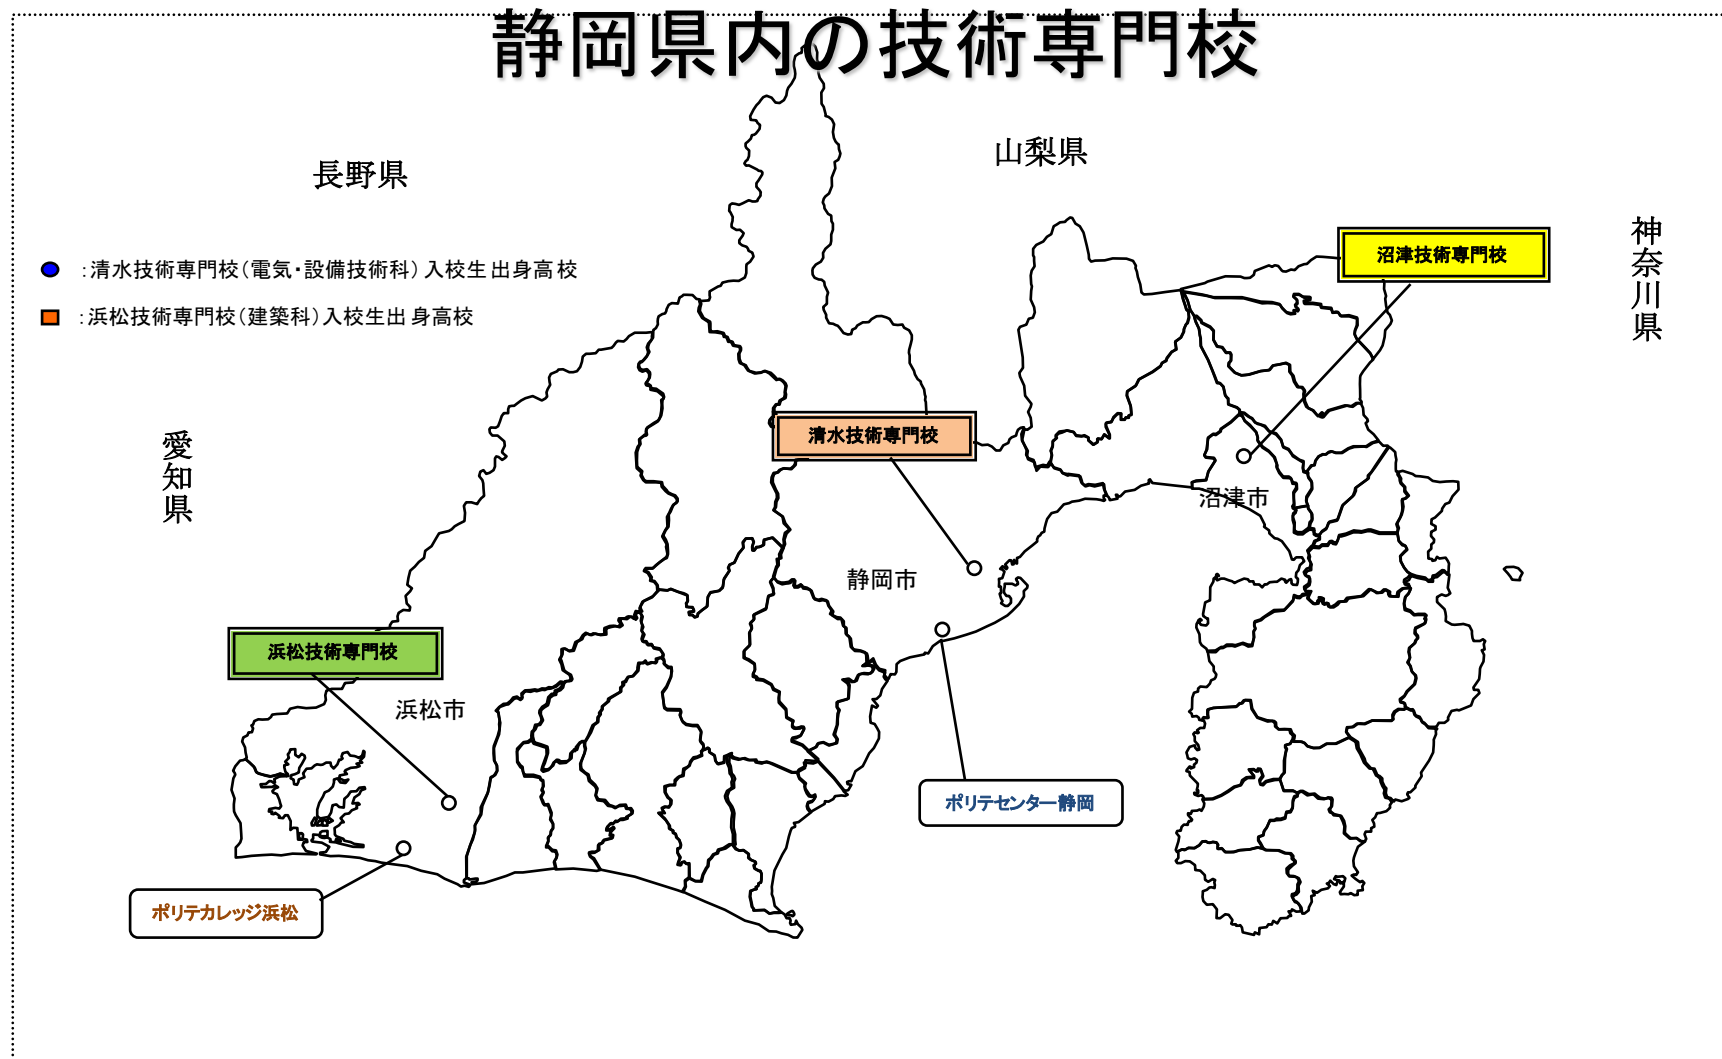 静岡県内の技術専門校
山梨県
長野県
神奈川県
沼津技術専門校
:清水技術専門校（電気・設備技術科）入校生出身高校
:浜松技術専門校（建築科）入校生出身高校
愛知県
清水技術専門校
沼津市
静岡市
浜松技術専門校
浜松市
ポリテセンター静岡
ポリテカレッジ浜松